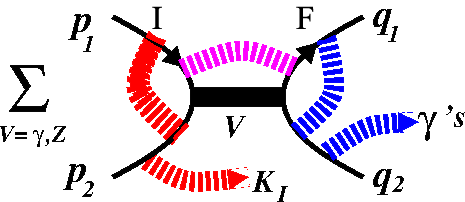 p1 I F q1
∑
V= γ,Z
V
γ 's
p2 KI q2